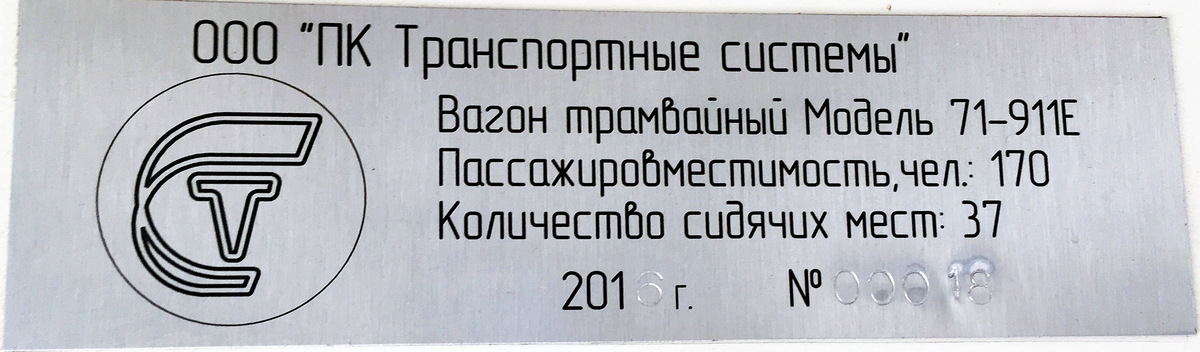 ООО "ПК Транспортные системы"
Вагон трамвайный Модель 71-911Е
Пассажировместимость,чел.: 170
Количество сидячих мест: 37
2016 г. № 00018
СТ